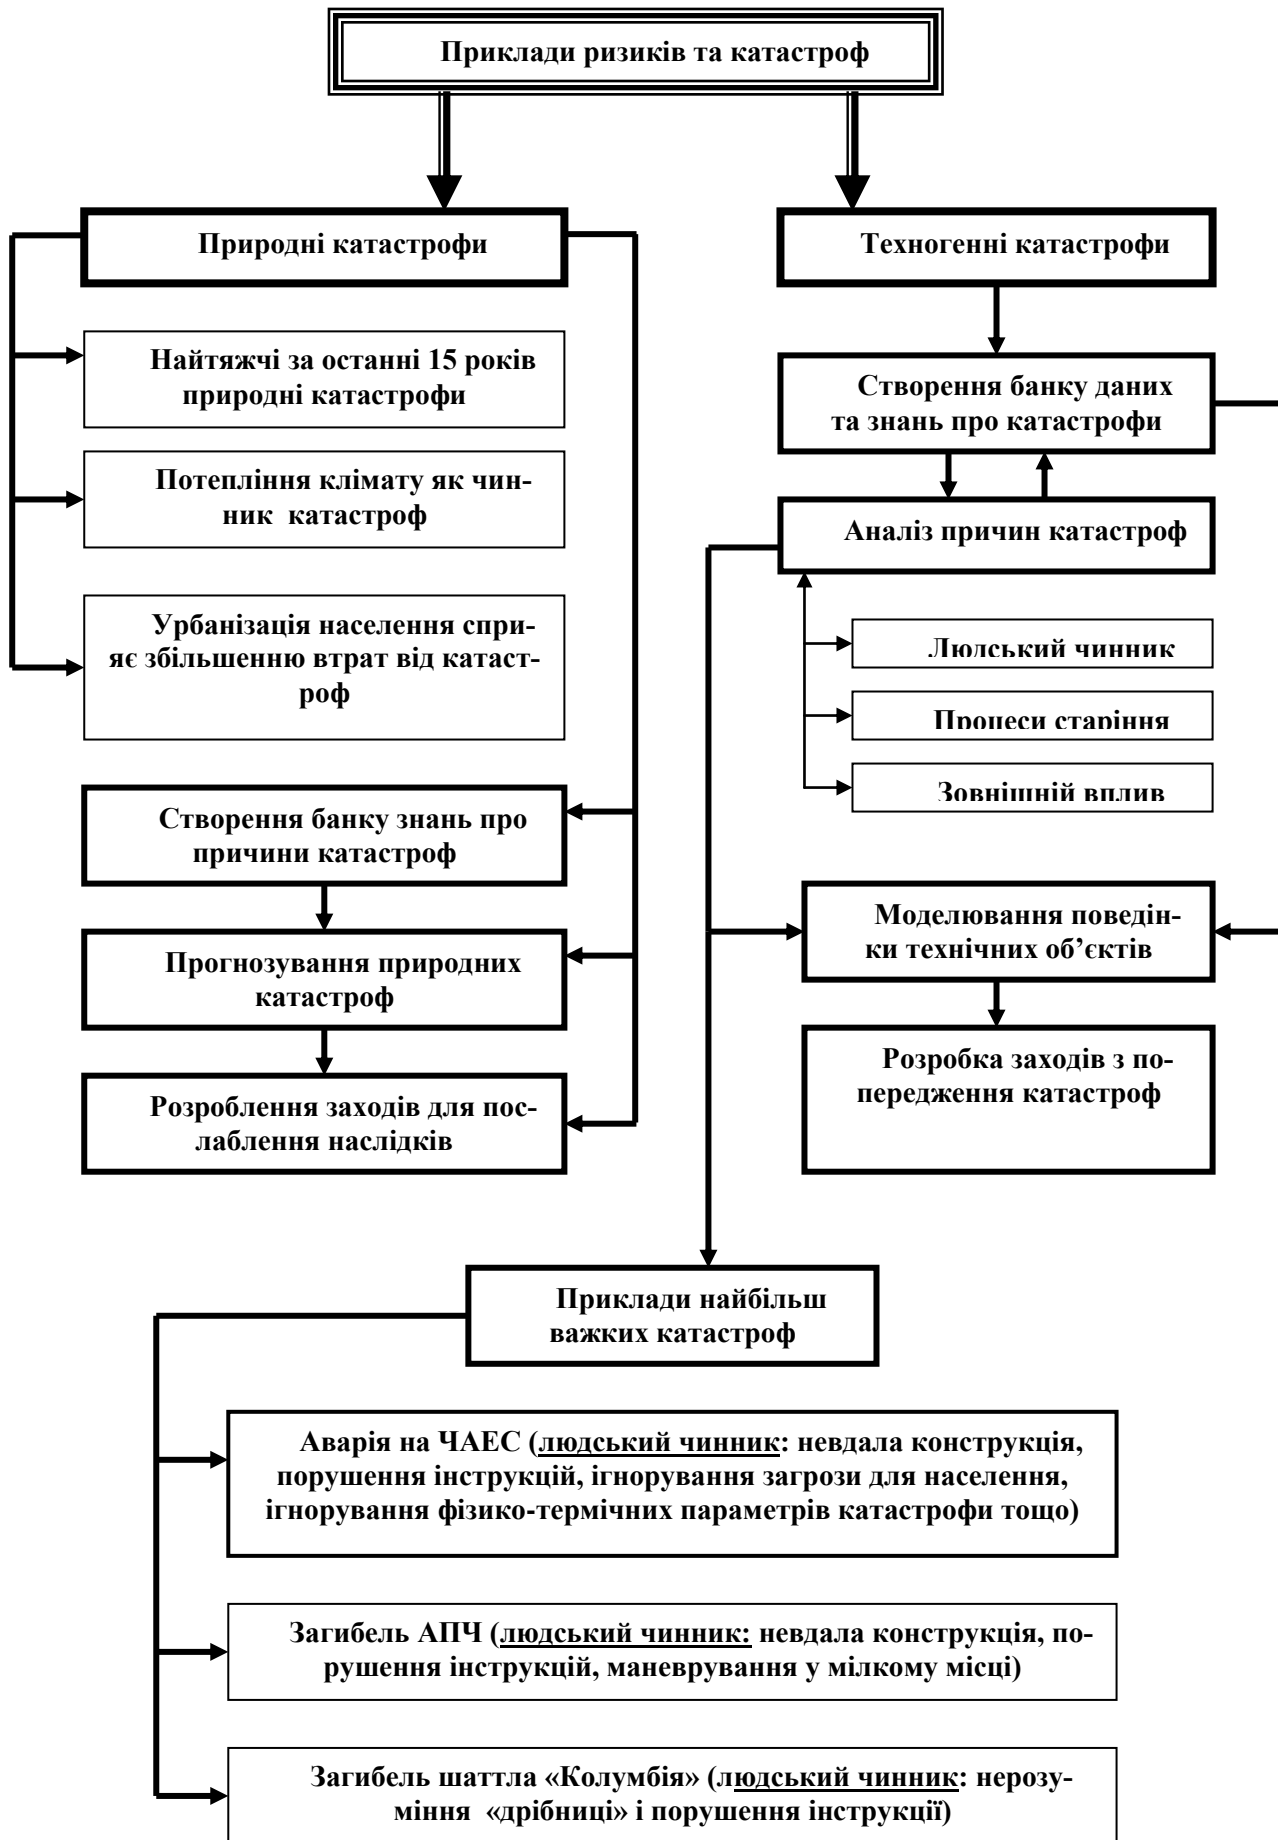 Приклади ризиків та катастроф
Природні катастрофи
Техногенні катастрофи
Найтяжчі за останні 15 років
природні катастрофи
Потепління клімату як чин-
ник катастроф
Урбанізація населення спри-
яє збільшенню втрат від катаст-
роф
Створення банку знань про
причини катастроф
Прогнозування природних
катастроф
Розроблення заходів для пос-
лаблення наслідків
Створення банку даних
та знань про катастрофи
Аналіз причин катастроф
Людський чинник
Процеси старіння
Зовнішній вплив
Моделювання поведін-
ки технічних об’єктів
Розробка заходів з по-
передження катастроф
Приклади найбільш
важких катастроф
Аварія на ЧАЕС (людський чинник: невдала конструкція,
порушення інструкцій, ігнорування загрози для населення,
ігнорування фізико-термічних параметрів катастрофи тощо)
Загибель АПЧ (людський чинник: невдала конструкція, по-
рушення інструкцій, маневрування у мілкому місці)
Загибель шаттла «Колумбія» (людський чинник: нерозу-
міння «дрібниці» і порушення інструкції)